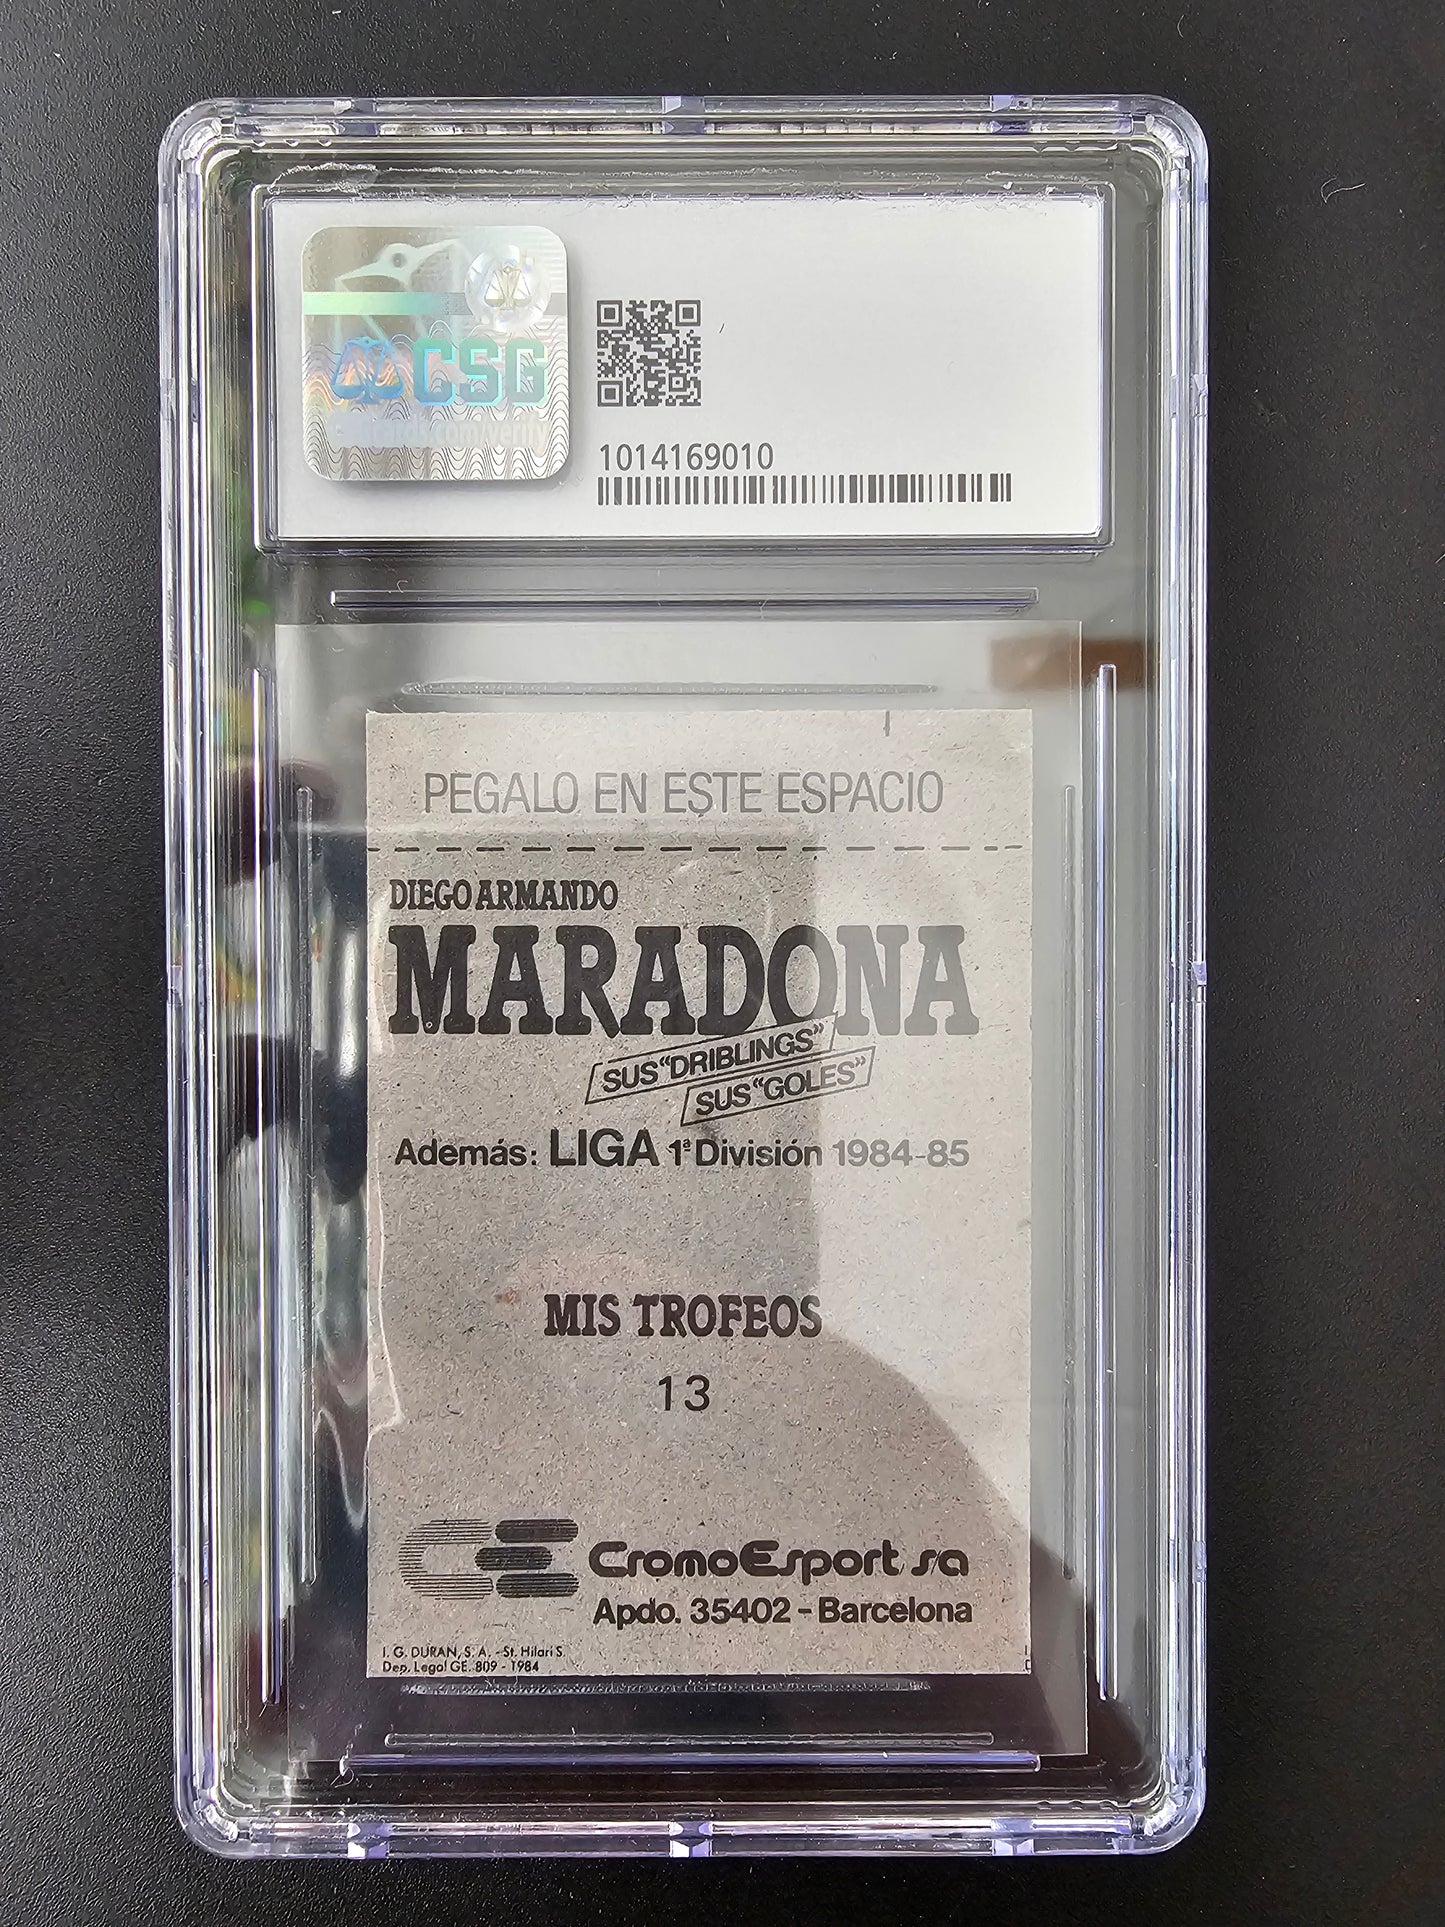 CSG
1014169010
PEGALO EN ESTE ESPACIO
DIEGO ARMANDO
MARADONA
SUS "DRIBLINGS"
SUS "GOLES"
Además: LIGA 1ª División 1984-85
MIS TROFEOS
13
CE CromoEsport sa
Apdo. 35402 - Barcelona
I. G. DURAN, S. A. - St. Hilari S.
Dep. Legal GE. 809 - 1984